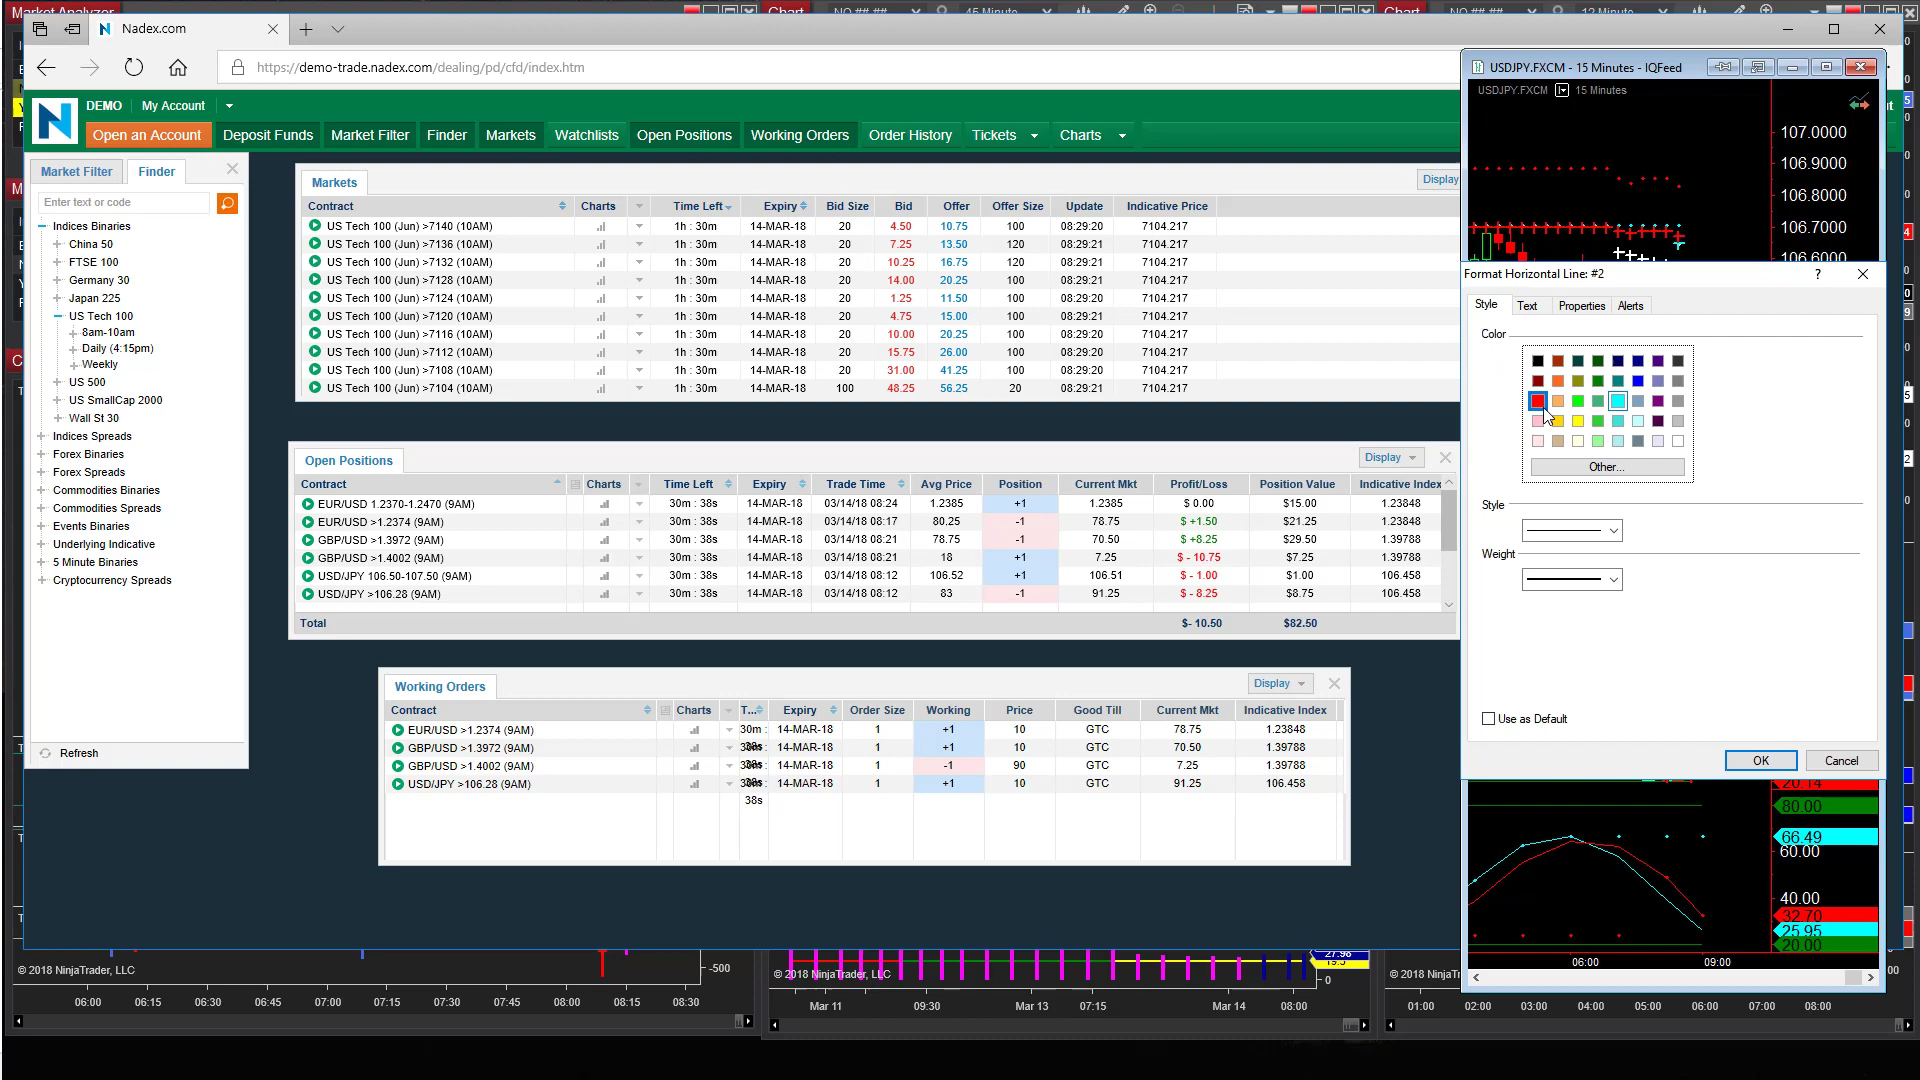 Market Analyzer
Chart
NQ ##-##
45 Minute
Chart
NQ ##-##
12 Minute
Nadex.com
https://demo-trade.nadex.com/dealing/pd/cfd/index.htm
DEMO My Account
Open an Account Deposit Funds Market Filter Finder Markets Watchlists Open Positions Working Orders Order History Tickets Charts
Market Filter Finder
Enter text or code
Indices Binaries
China 50
FTSE 100
Germany 30
Japan 225
US Tech 100
8am-10am
Daily (4:15pm)
Weekly
US 500
US SmallCap 2000
Wall St 30
Indices Spreads
Forex Binaries
Forex Spreads
Commodities Binaries
Commodities Spreads
Events Binaries
Underlying Indicative
5 Minute Binaries
Cryptocurrency Spreads
Refresh
Markets
Display
Contract Charts Time Left Expiry Bid Size Bid Offer Offer Size Update Indicative Price
US Tech 100 (Jun) >7140 (10AM) 1h : 30m 14-MAR-18 20 4.50 10.75 100 08:29:20 7104.217
US Tech 100 (Jun) >7136 (10AM) 1h : 30m 14-MAR-18 20 7.25 13.50 120 08:29:20 7104.217
US Tech 100 (Jun) >7132 (10AM) 1h : 30m 14-MAR-18 20 10.25 16.75 120 08:29:21 7104.217
US Tech 100 (Jun) >7128 (10AM) 1h : 30m 14-MAR-18 20 14.00 20.25 100 08:29:21 7104.217
US Tech 100 (Jun) >7124 (10AM) 1h : 30m 14-MAR-18 20 1.25 11.50 100 08:29:21 7104.217
US Tech 100 (Jun) >7120 (10AM) 1h : 30m 14-MAR-18 20 4.75 15.00 100 08:29:21 7104.217
US Tech 100 (Jun) >7116 (10AM) 1h : 30m 14-MAR-18 20 10.00 20.25 100 08:29:21 7104.217
US Tech 100 (Jun) >7112 (10AM) 1h : 30m 14-MAR-18 20 15.75 26.00 100 08:29:21 7104.217
US Tech 100 (Jun) >7108 (10AM) 1h : 30m 14-MAR-18 20 31.00 41.25 100 08:29:21 7104.217
US Tech 100 (Jun) >7104 (10AM) 1h : 30m 14-MAR-18 100 48.25 56.25 20 08:29:21 7104.217
Open Positions
Display
Contract Charts Time Left Expiry Trade Time Avg Price Position Current Mkt Profit/Loss Position Value Indicative Index
EUR/USD 1.2370-1.2470 (9AM) 30m : 38s 14-MAR-18 03/14/18 08:24 1.2385 +1 1.2385 $ 0.00 $15.00 1.23848
EUR/USD >1.2374 (9AM) 30m : 38s 14-MAR-18 03/14/18 08:17 80.25 -1 78.75 $ +1.50 $21.25 1.23848
GBP/USD >1.3972 (9AM) 30m : 38s 14-MAR-18 03/14/18 08:21 78.75 -1 70.50 $ +8.25 $29.50 1.39788
GBP/USD >1.4002 (9AM) 30m : 38s 14-MAR-18 03/14/18 08:21 18 +1 7.25 $ - 10.75 $7.25 1.39788
USD/JPY 106.50-107.50 (9AM) 30m : 38s 14-MAR-18 03/14/18 08:12 106.52 +1 106.51 $ - 1.00 $1.00 106.458
USD/JPY >106.28 (9AM) 30m : 38s 14-MAR-18 03/14/18 08:12 83 -1 91.25 $ - 8.25 $8.75 106.458
Total $- 10.50 $82.50
Working Orders
Display
Contract Charts T... Expiry Order Size Working Price Good Till Current Mkt Indicative Index
EUR/USD >1.2374 (9AM) 30m : 38s 14-MAR-18 1 +1 10 GTC 78.75 1.23848
GBP/USD >1.3972 (9AM) 30m : 38s 14-MAR-18 1 +1 10 GTC 70.50 1.39788
GBP/USD >1.4002 (9AM) 30m : 38s 14-MAR-18 1 -1 90 GTC 7.25 1.39788
USD/JPY >106.28 (9AM) 30m : 38s 14-MAR-18 1 +1 10 GTC 91.25 106.458
USDJPY.FXCM - 15 Minutes - IQFeed
USDJPY.FXCM 15 Minutes
107.0000
106.9000
106.8000
106.7000
106.6000
Format Horizontal Line: #2
Style Text Properties Alerts
Color
Other...
Style
Weight
Use as Default
OK Cancel
20.14
80.00
66.49
60.00
40.00
32.70
25.95
20.00
06:00 09:00
© 2018 NinjaTrader, LLC
-500
06:00 06:15 06:30 06:45 07:00 07:15 07:30 07:45 08:00 08:15 08:30
© 2018 NinjaTrader, LLC
27.98
19.5
0
Mar 11 09:30 Mar 13 07:15 Mar 14 08:00
© 2018 NinjaTr
01:00 02:00 03:00 04:00 05:00 06:00 07:00 08:00